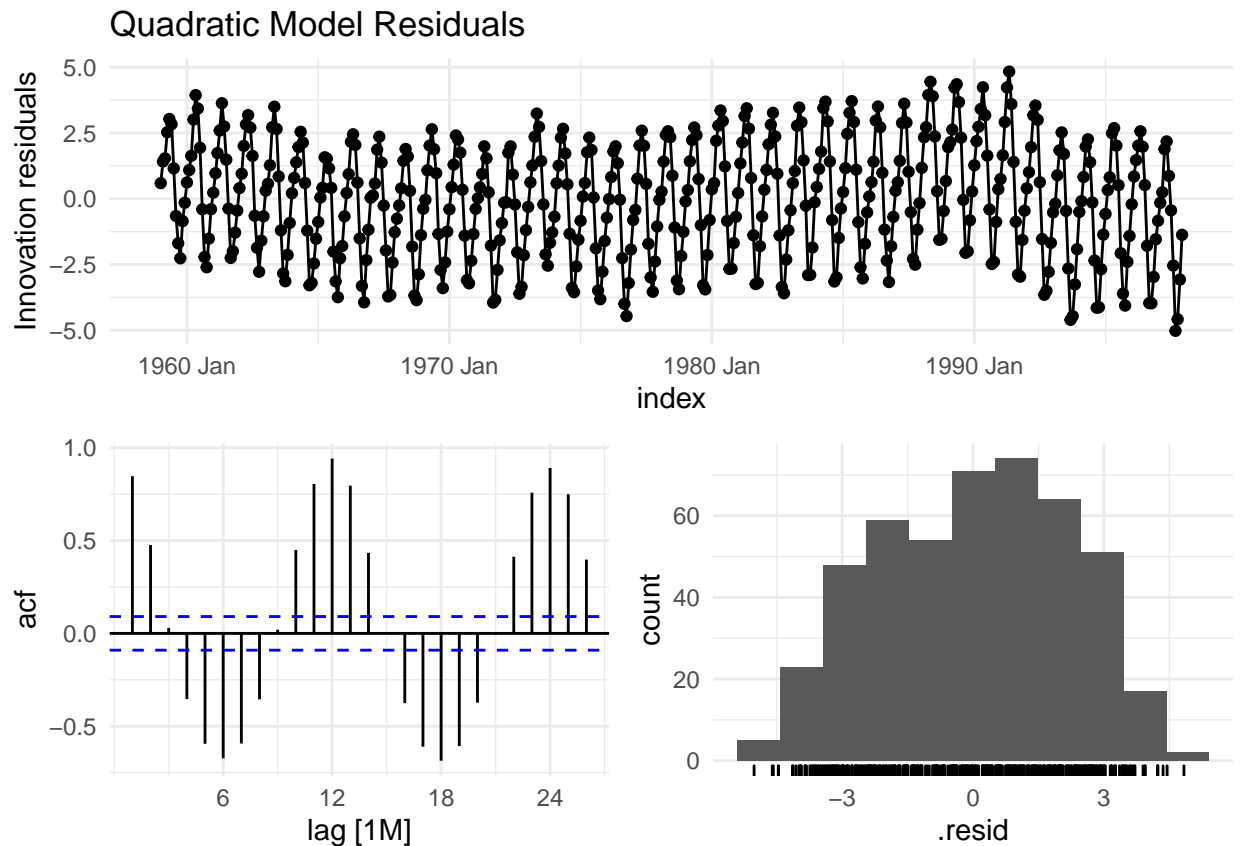 Quadratic Model Residuals
Innovation residuals
5.0
2.5
0.0
−2.5
−5.0
1960 Jan
1970 Jan
1980 Jan
1990 Jan
index
acf
1.0
0.5
0.0
−0.5
6
12
18
24
lag [1M]
count
60
40
20
0
−3
0
3
.resid